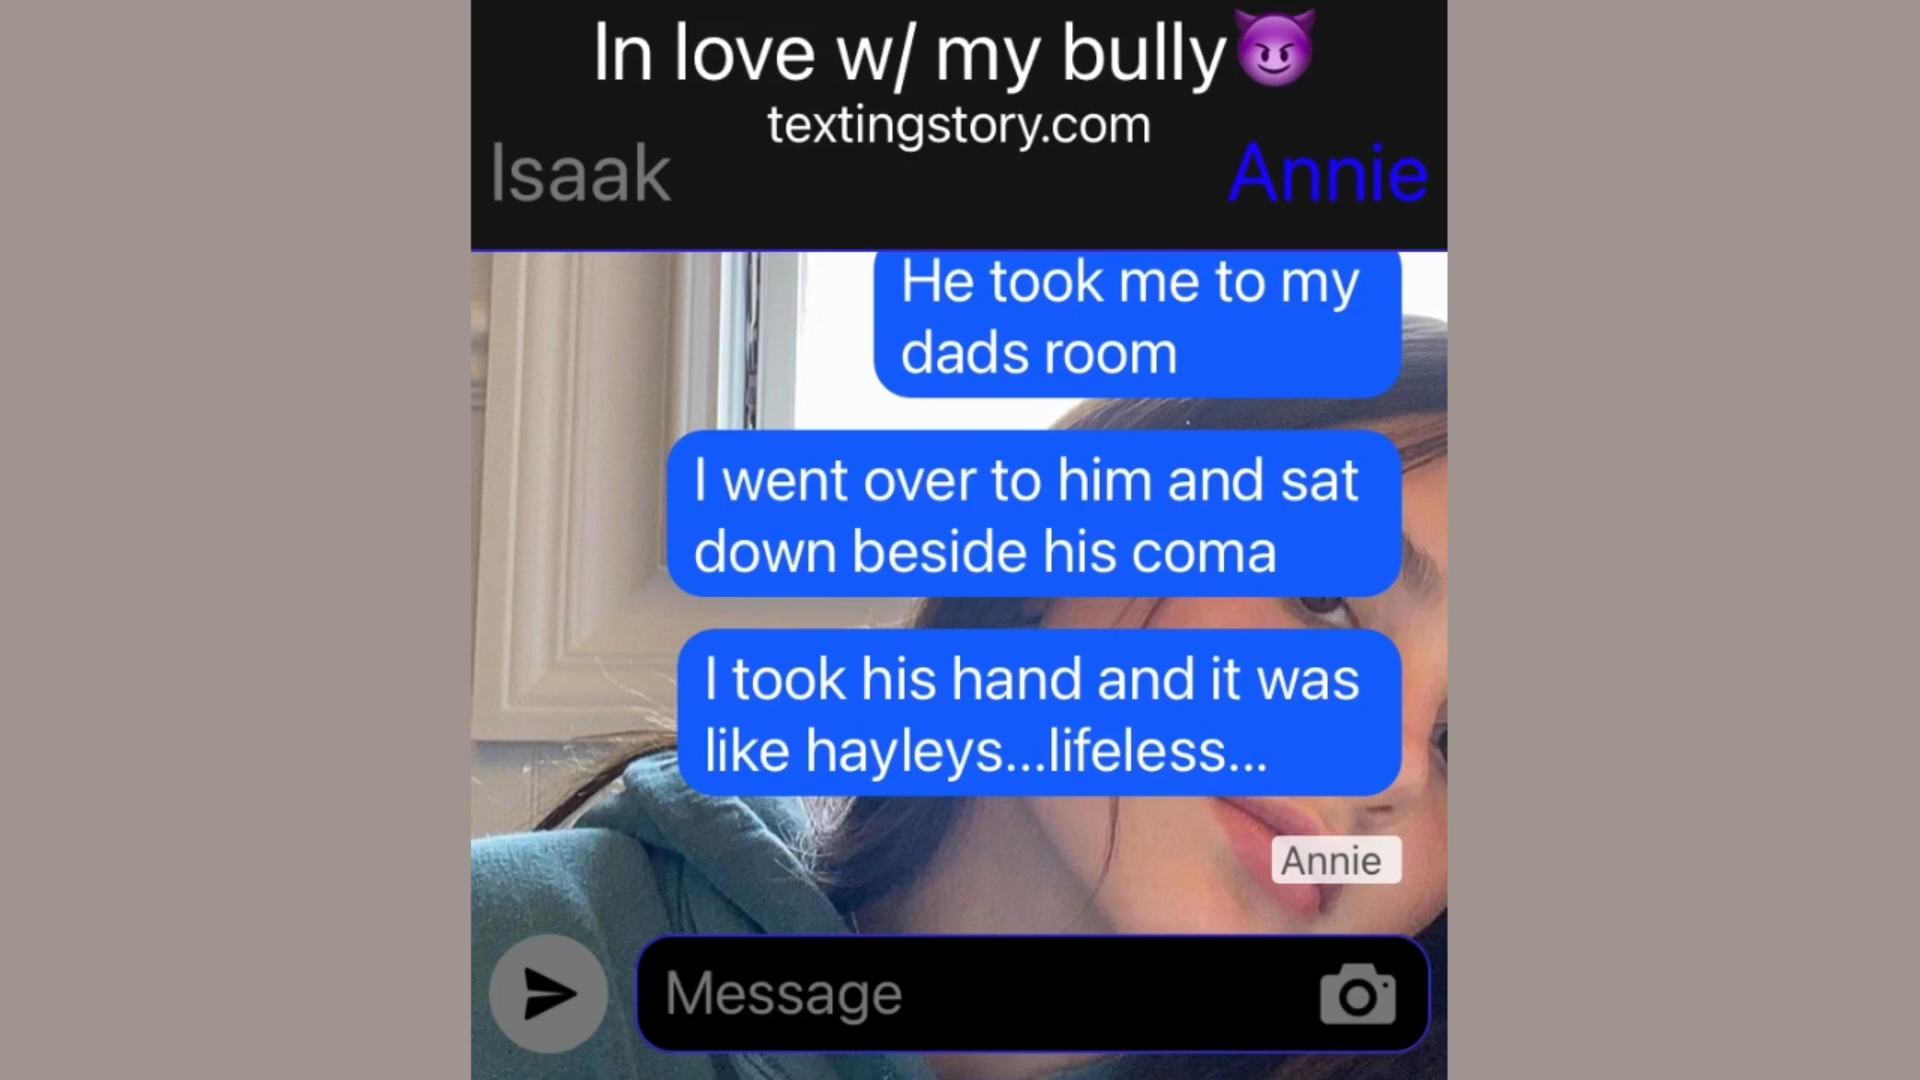 In love w/ my bully😈
textingstory.com
Isaak
Annie
He took me to my
dads room
I went over to him and sat
down beside his coma
I took his hand and it was
like hayleys...lifeless...
Annie
Message